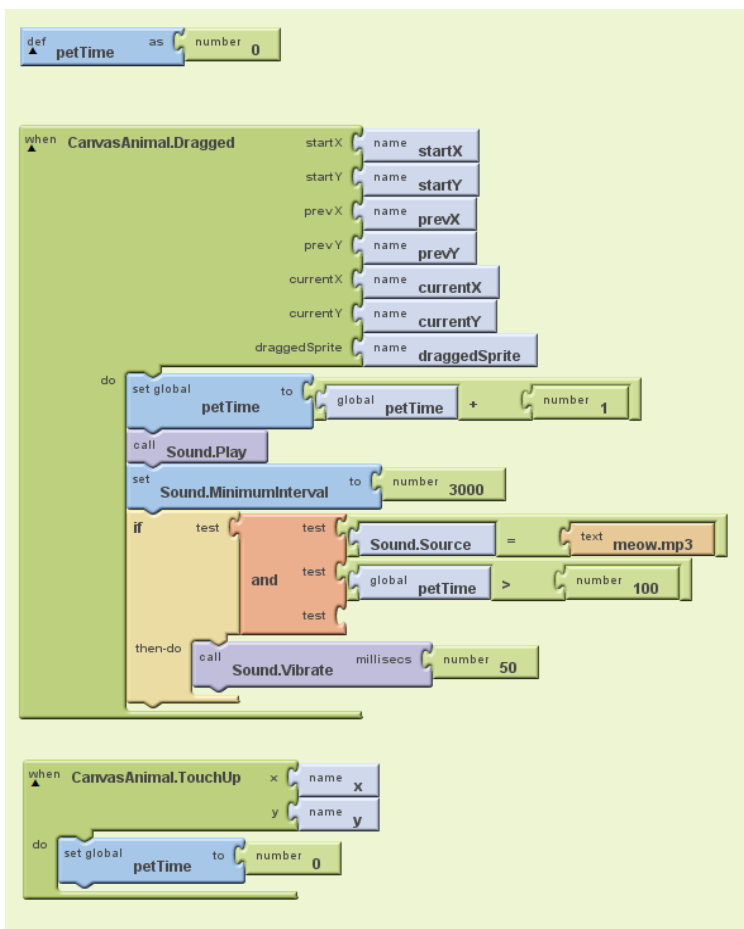 def petTime as number 0
when CanvasAnimal.Dragged startX name startX
startY name startY
prevX name prevX
prevY name prevY
currentX name currentX
currentY name currentY
draggedSprite name draggedSprite
do set global petTime to global petTime + number 1
call Sound.Play
set Sound.MinimumInterval to number 3000
if test and test Sound.Source = text meow.mp3
test global petTime > number 100
test
then-do call Sound.Vibrate millisecs number 50
when CanvasAnimal.TouchUp x name x
y name y
do set global petTime to number 0